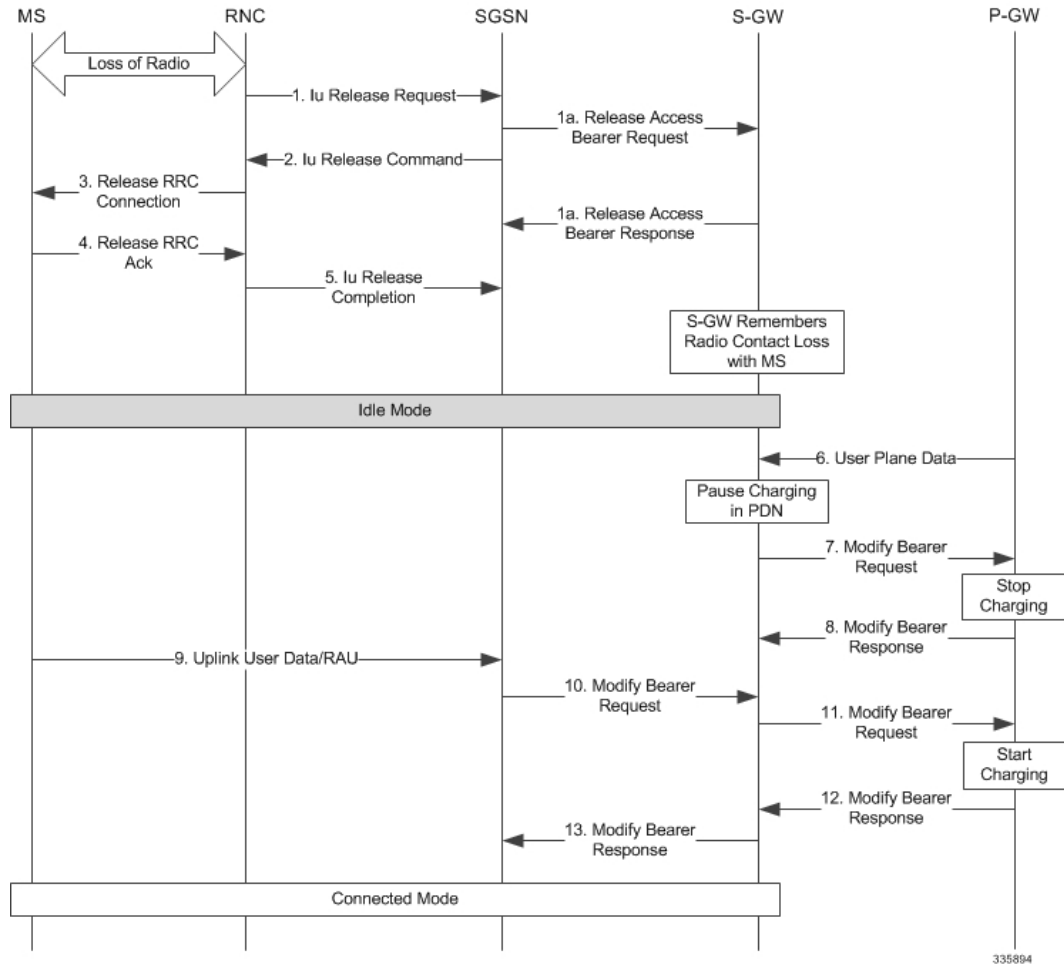 MS RNC SGSN S-GW P-GW
Loss of Radio
1. Iu Release Request
1a. Release Access
Bearer Request
2. Iu Release Command
3. Release RRC
Connection
1a. Release Access
Bearer Response
4. Release RRC
Ack
5. Iu Release
Completion
S-GW Remembers
Radio Contact Loss
with MS
Idle Mode
6. User Plane Data
Pause Charging
in PDN
7. Modify Bearer
Request
Stop
Charging
8. Modify Bearer
Response
9. Uplink User Data/RAU
10. Modify Bearer
Request
11. Modify Bearer
Request
Start
Charging
12. Modify Bearer
Response
13. Modify Bearer
Response
Connected Mode
335894